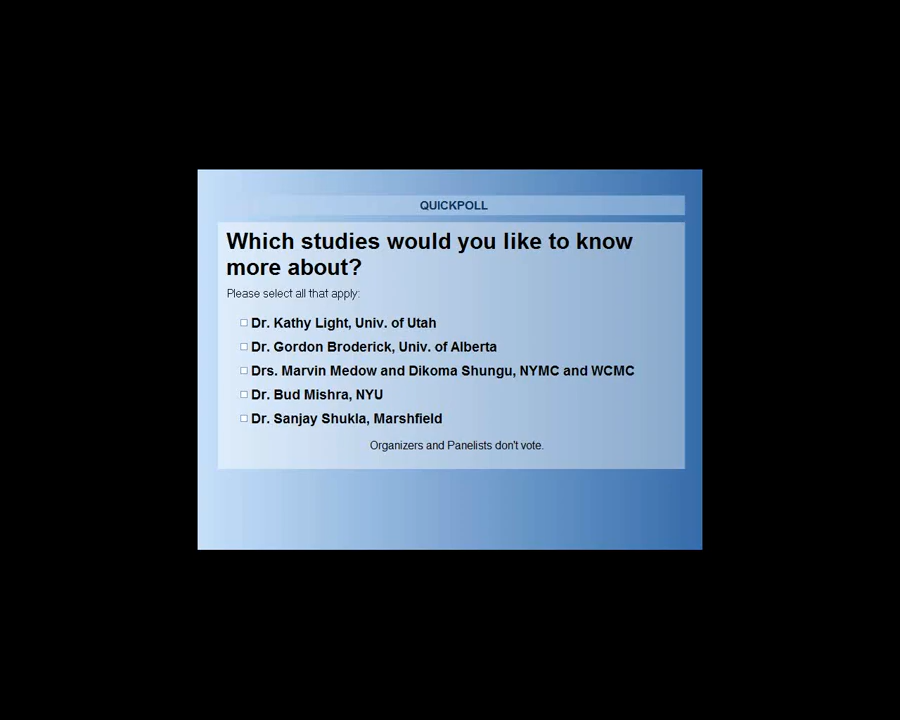 QUICKPOLL
Which studies would you like to know
more about?
Please select all that apply:
Dr. Kathy Light, Univ. of Utah
Dr. Gordon Broderick, Univ. of Alberta
Drs. Marvin Medow and Dikoma Shungu, NYMC and WCMC
Dr. Bud Mishra, NYU
Dr. Sanjay Shukla, Marshfield
Organizers and Panelists don't vote.